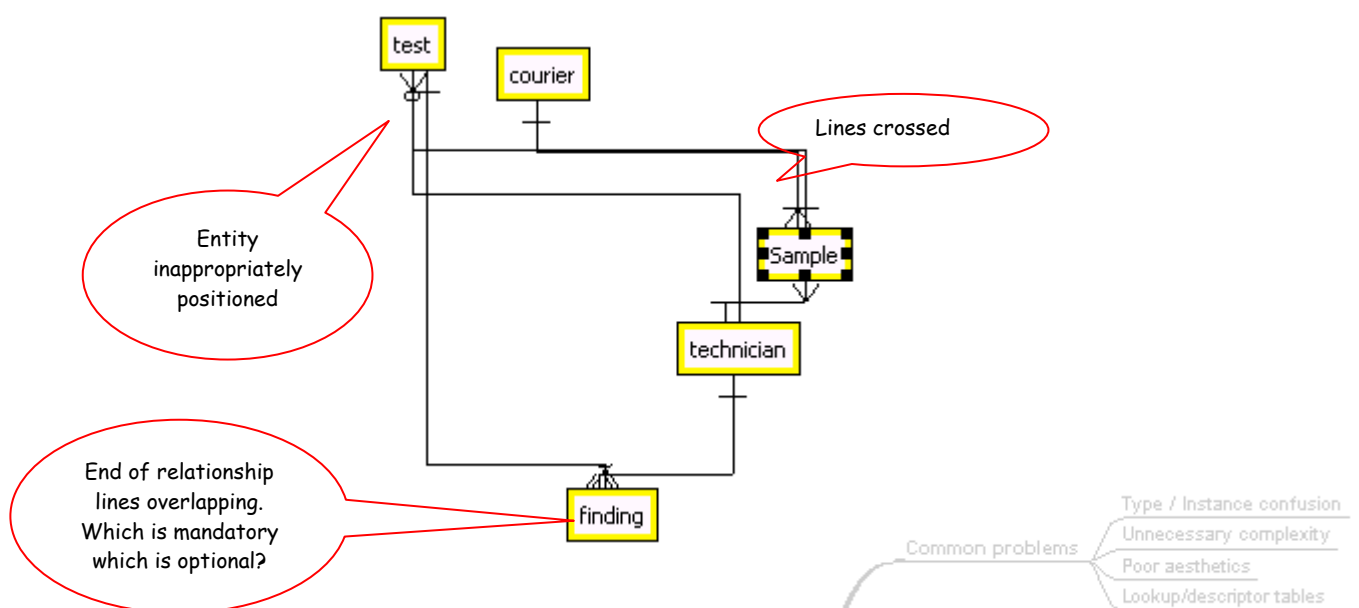 test
courier
Lines crossed
Entity
inappropriately
positioned
Sample
technician
End of relationship
lines overlapping.
Which is mandatory
which is optional?
finding
Common problems
Type / Instance confusion
Unnecessary complexity
Poor aesthetics
Lookup/descriptor tables